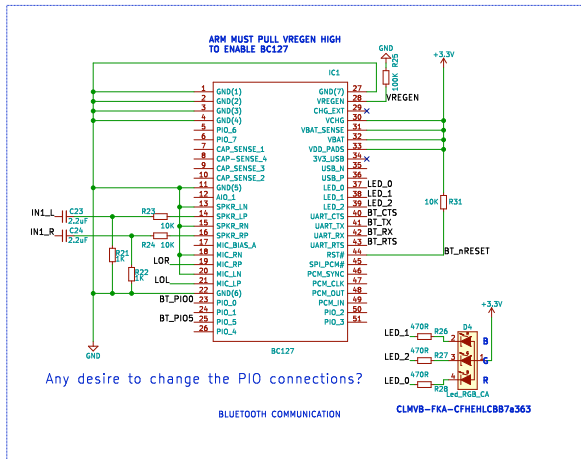 ARM MUST PULL VREGEN HIGH
TO ENABLE BC127
GND
R25
100K
VREGEN
+3.3V
IC1
1 GND(1) GND(7) 27
2 GND(2) VREGEN 28
3 GND(3) CHG_EXT 29
4 GND(4) VCHG 30
5 PIO_6 VBAT_SENSE 31
6 PIO_7 VBAT 32
7 CAP_SENSE_1 VDD_PADS 33
8 CAP-SENSE_4 3V3_USB 34
9 CAP_SENSE_3 USB_N 35
10 CAP_SENSE_2 USB_P 36
11 GND(5) LED_0 37 LED_0
12 AIO_1 LED_1 38 LED_1
13 SPKR_LN LED_2 39 LED_2
14 SPKR_LP UART_CTS 40 BT_CTS
15 SPKR_RN UART_TX 41 BT_TX
16 SPKR_RP UART_RX 42 BT_RX
17 MIC_BIAS_A UART_RTS 43 BT_RTS
18 MIC_RN RST# 44 BT_nRESET
19 MIC_RP SPI_PCM# 45
20 MIC_LN PCM_SYNC 46
21 MIC_LP PCM_CLK 47
22 GND(6) PCM_OUT 48
23 PIO_0 PCM_IN 49
24 PIO_1 PIO_2 50
25 PIO_5 PIO_3 51
26 PIO_4
BC127
IN1_L
C23
2.2uF
IN1_R
C24
2.2uF
R23
10K
R24 10K
R21
1K
R22
1K
LOR
LOL
BT_PIO0
BT_PIO5
GND
10K R31
+3.3V
D4
LED_1 470R R26 2 B
LED_2 470R R27 3 1 G
LED_0 470R R28 4 R
Led_RGB_CA
CLMVB-FKA-CFHEHLCBB7a363
Any desire to change the PIO connections?
BLUETOOTH COMMUNICATION